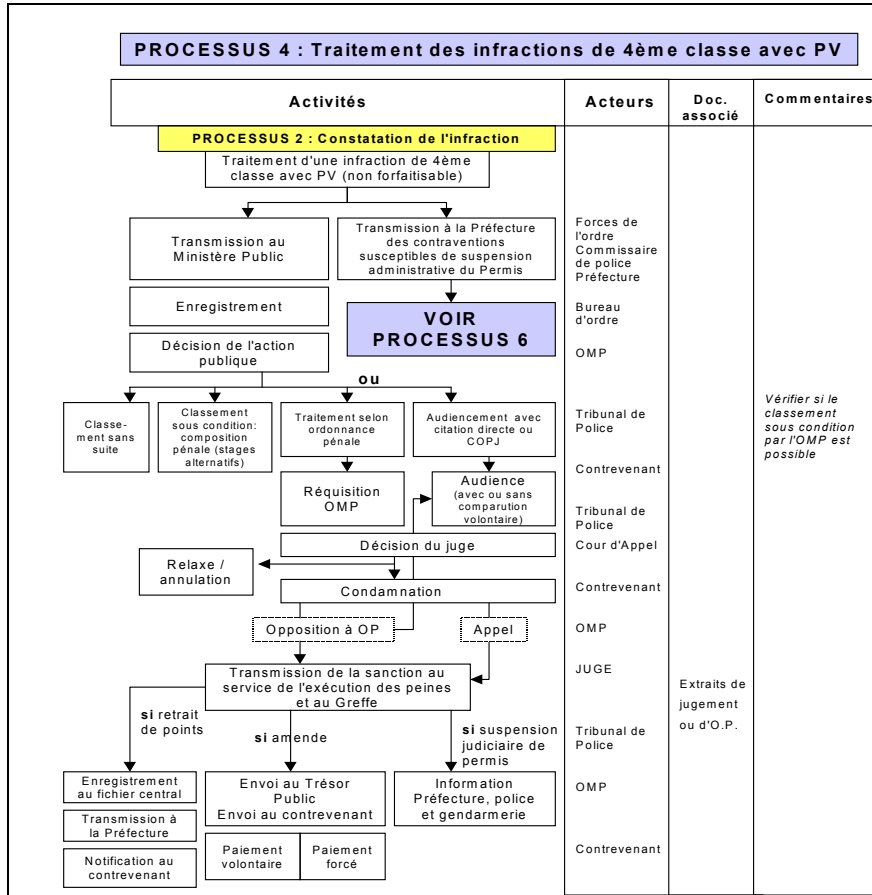 PROCESSUS 4 : Traitement des infractions de 4ème classe avec PV
Activités
Acteurs
Doc.
associé
Commentaires
PROCESSUS 2 : Constatation de l'infraction
Traitement d'une infraction de 4ème
classe avec PV (non forfaitisable)
Transmission au
Ministère Public
Transmission à la Préfecture
des contraventions
susceptibles de suspension
administrative du Permis
Forces de
l'ordre
Commissaire
de police
Préfecture
Enregistrement
VOIR
PROCESSUS 6
Bureau
d'ordre
Décision de l'action
publique
OMP
ou
Classe-
ment sans
suite
Classement
sous condition:
composition
pénale (stages
alternatifs)
Traitement selon
ordonnance
pénale
Audiencement avec
citation directe ou
COPJ
Tribunal de
Police
Vérifier si le
classement
sous condition
par l'OMP est
possible
Réquisition
OMP
Audience
(avec ou sans
comparution
volontaire)
Contrevenant
Tribunal de
Police
Décision du juge
Cour d'Appel
Relaxe /
annulation
Condamnation
Contrevenant
Opposition à OP
Appel
OMP
Transmission de la sanction au
service de l'exécution des peines
et au Greffe
JUGE
Extraits de
jugement
ou d'O.P.
si retrait
de points
si amende
si suspension
judiciaire de
permis
Tribunal de
Police
Enregistrement
au fichier central
Envoi au Trésor
Public
Envoi au contrevenant
Information
Préfecture, police
et gendarmerie
OMP
Transmission à
la Préfecture
Notification au
contrevenant
Paiement
volontaire
Paiement
forcé
Contrevenant